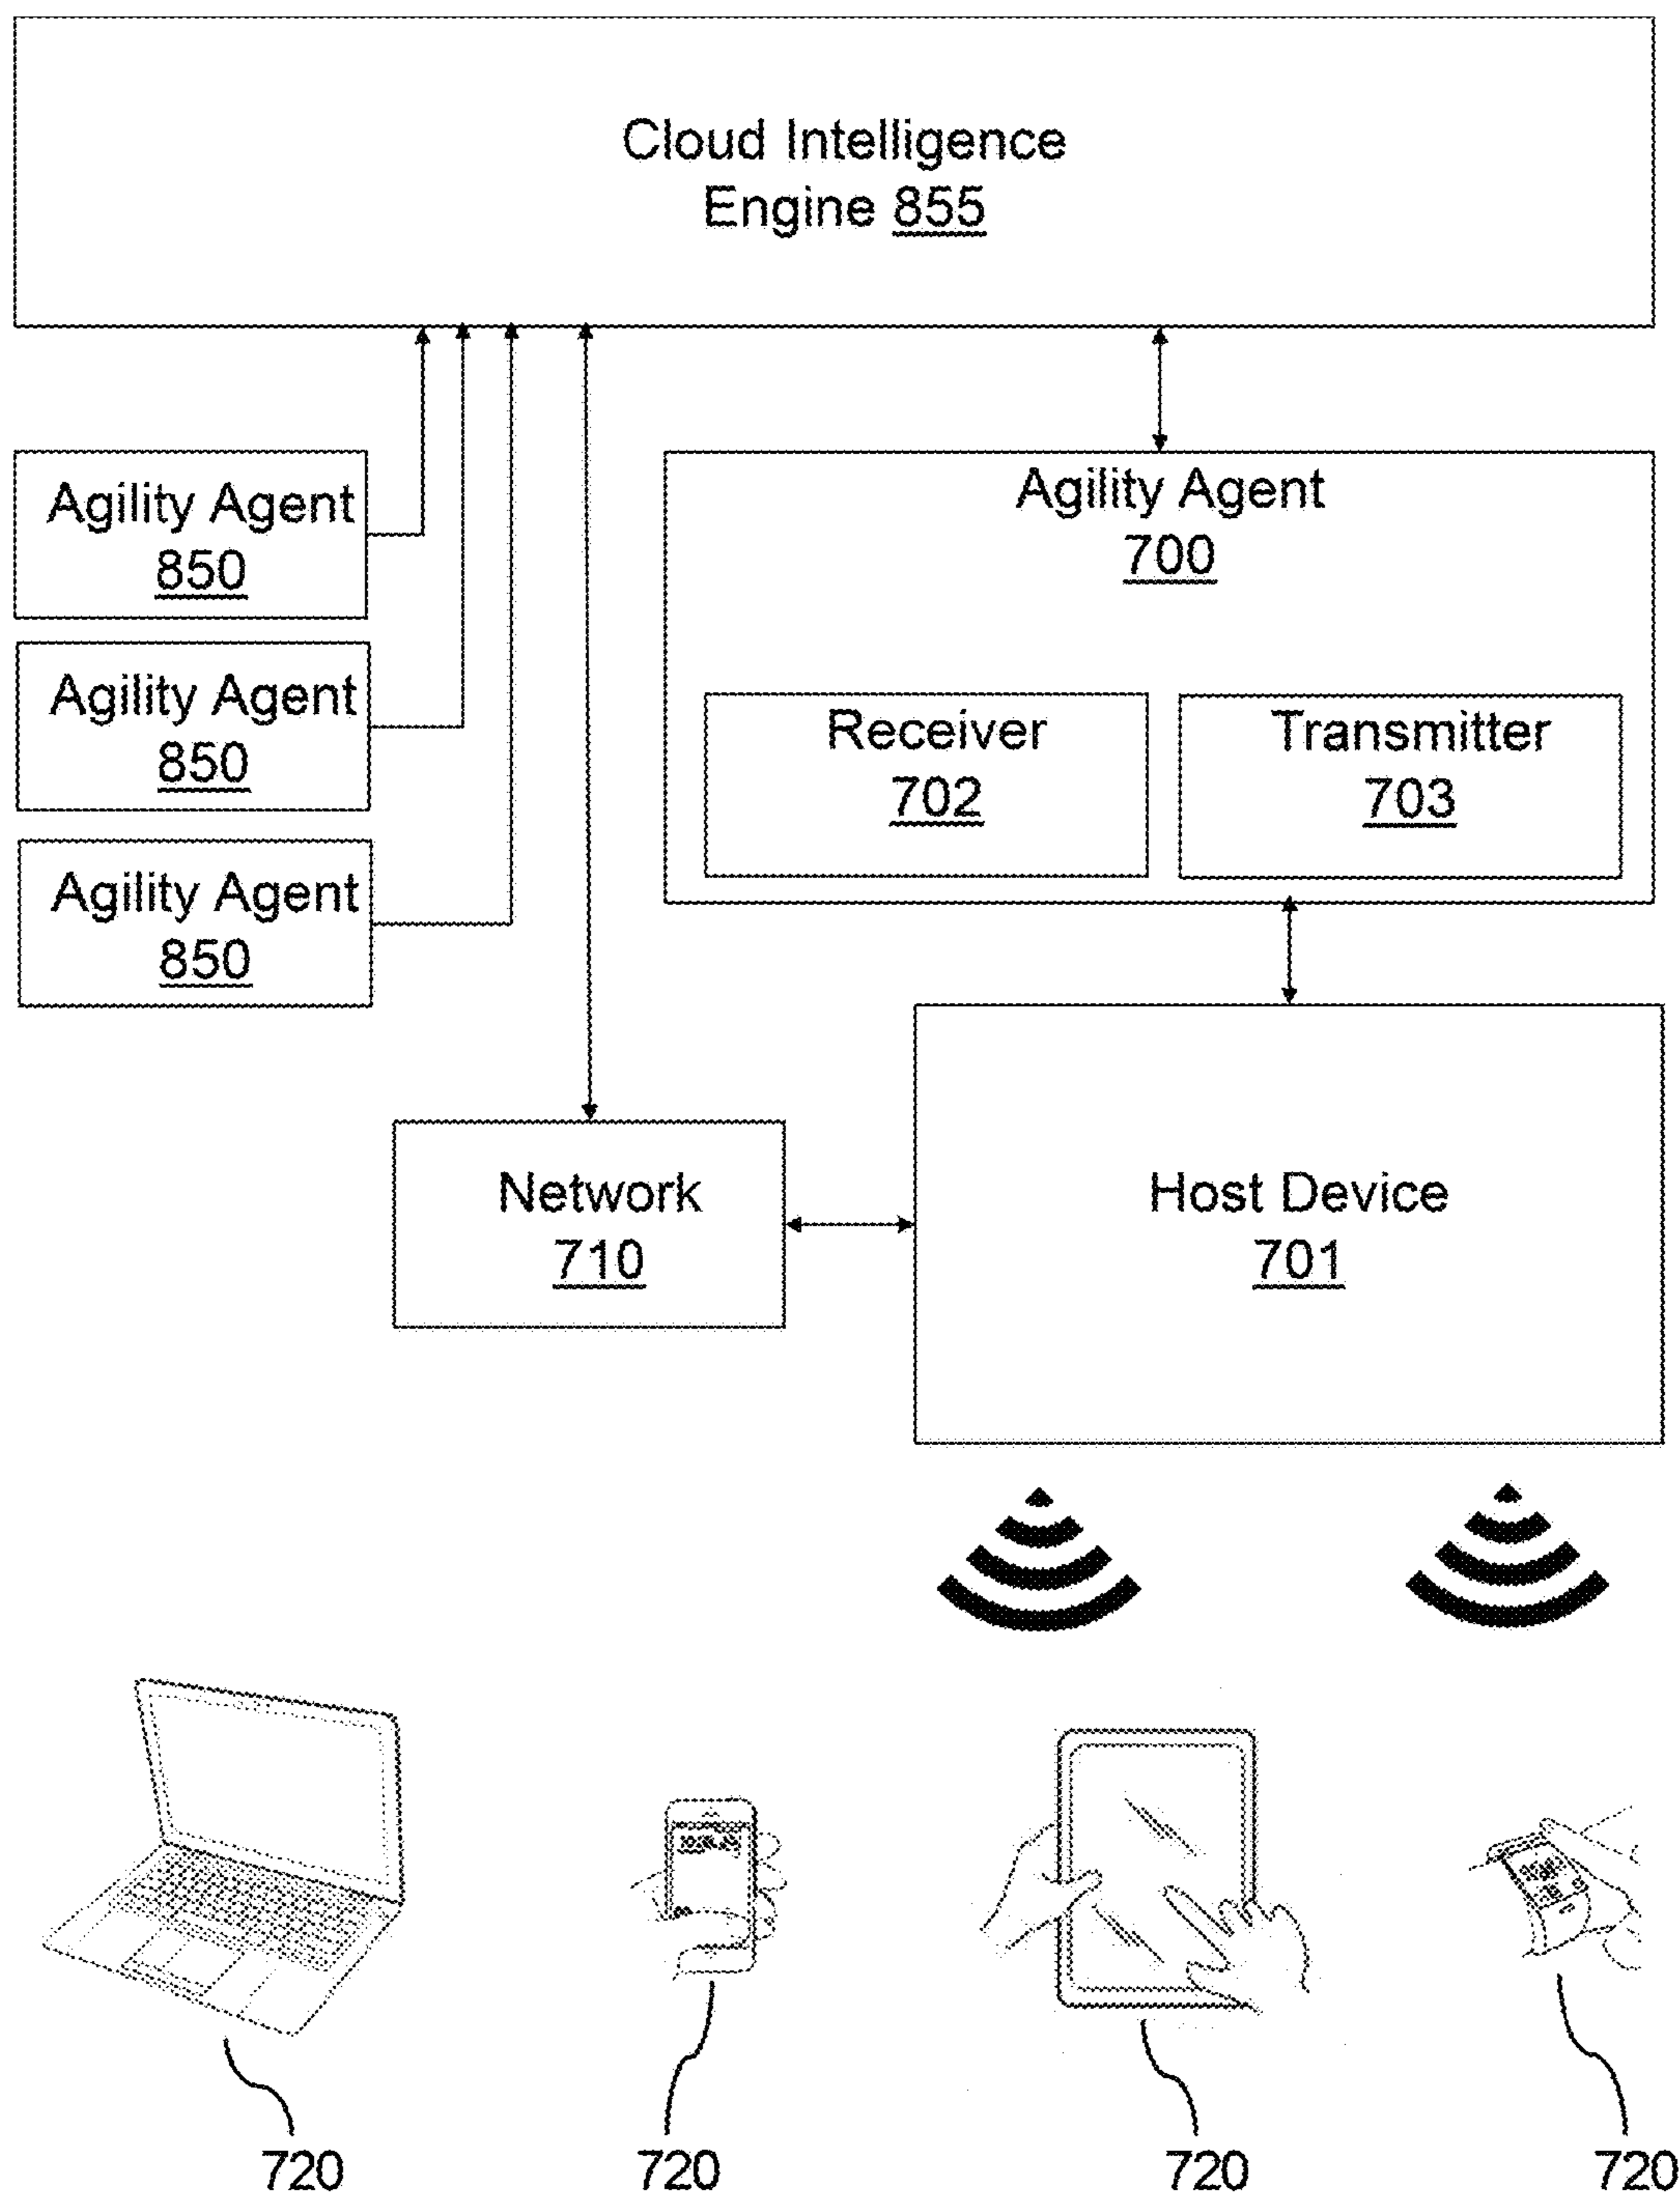 Cloud Intelligence
Engine 855
Agility Agent
850
Agility Agent
850
Agility Agent
850
Agility Agent
700
Receiver
702
Transmitter
703
Network
710
Host Device
701
720
720
720
720